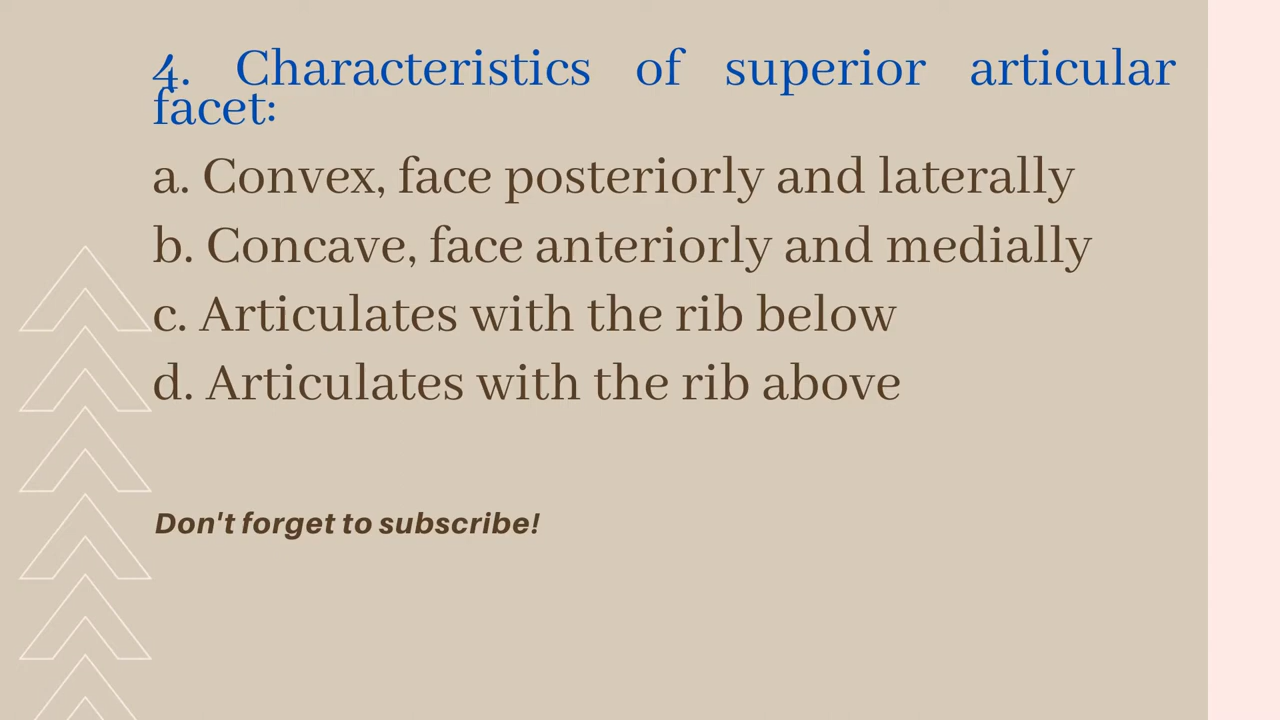 4. Characteristics of superior articular
facet:
a. Convex, face posteriorly and laterally
b. Concave, face anteriorly and medially
c. Articulates with the rib below
d. Articulates with the rib above
Don't forget to subscribe!